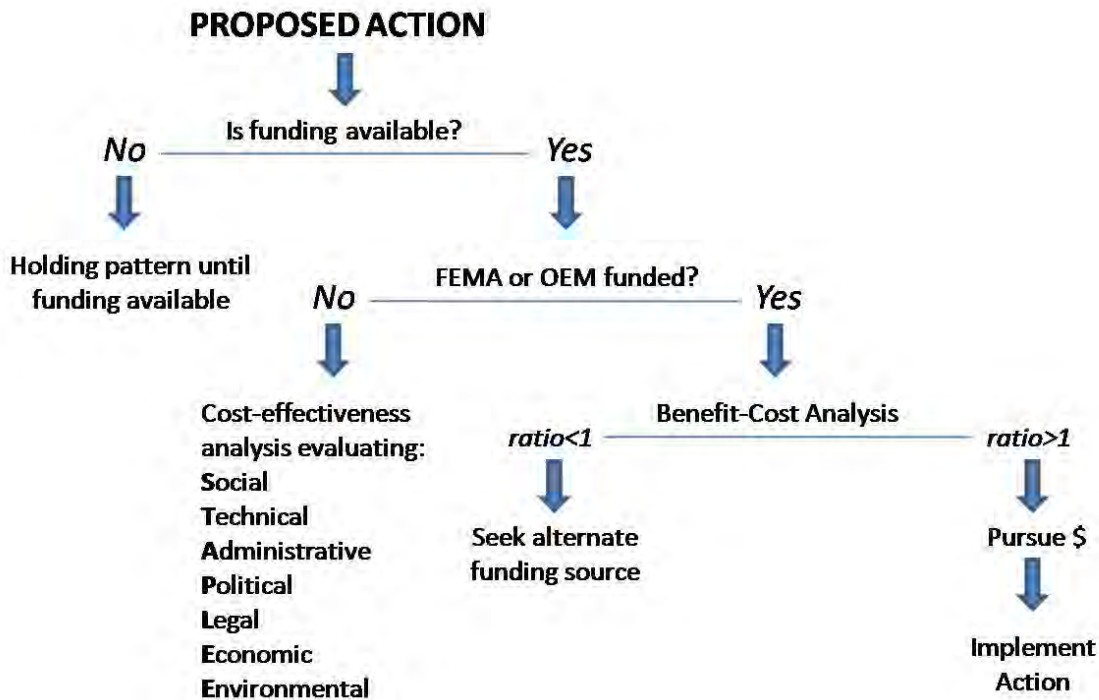 PROPOSED ACTION
Is funding available?
No
Yes
Holding pattern until
funding available
FEMA or OEM funded?
No
Yes
Cost-effectiveness
analysis evaluating:
Social
Technical
Administrative
Political
Legal
Economic
Environmental
Benefit-Cost Analysis
ratio<1
ratio>1
Seek alternate
funding source
Pursue $
Implement
Action